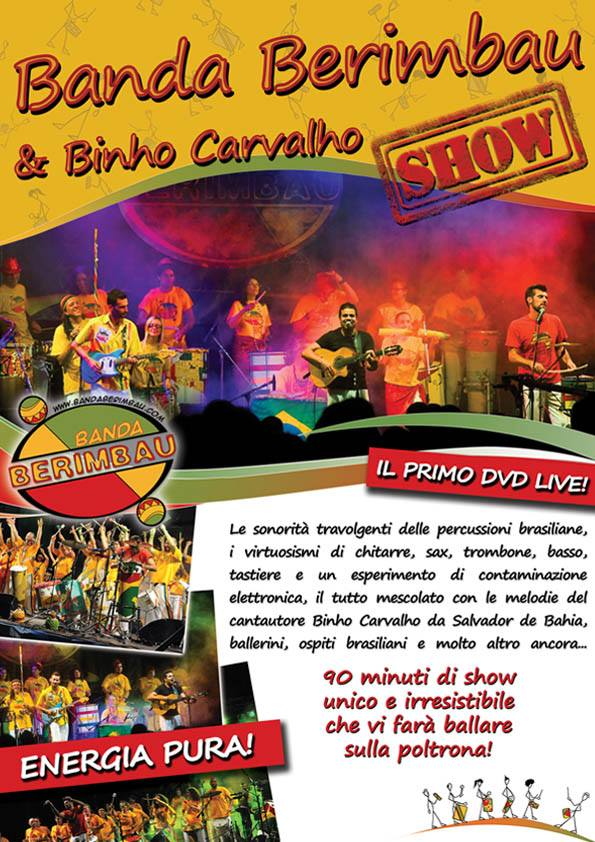 Banda Berimbau
& Binho Carvalho
SHOW
ERIMBAU
www.bandaberimbau.com
BANDA
BERIMBAU
IL PRIMO DVD LIVE!
Le sonorità travolgenti delle percussioni brasiliane,
i virtuosismi di chitarre, sax, trombone, basso,
tastiere e un esperimento di contaminazione
elettronica, il tutto mescolato con le melodie del
cantautore Binho Carvalho da Salvador de Bahia,
ballerini, ospiti brasiliani e molto altro ancora...
90 minuti di show
unico e irresistibile
che vi farà ballare
sulla poltrona!
ENERGIA PURA!